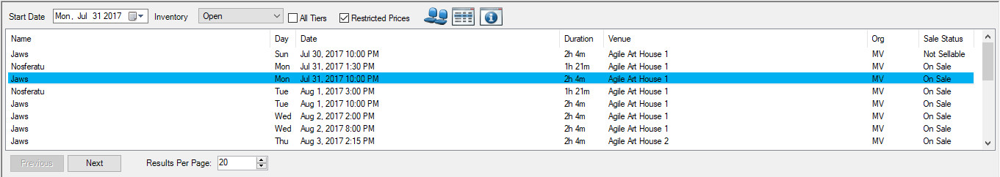 Start Date Mon, Jul 31 2017 Inventory Open All Tiers Restricted Prices
Name Day Date Duration Venue Org Sale Status
Jaws Sun Jul 30, 2017 10:00 PM 2h 4m Agile Art House 1 MV Not Sellable
Nosferatu Mon Jul 31, 2017 1:30 PM 1h 21m Agile Art House 1 MV On Sale
Jaws Mon Jul 31, 2017 10:00 PM 2h 4m Agile Art House 1 MV On Sale
Nosferatu Tue Aug 1, 2017 3:00 PM 1h 21m Agile Art House 1 MV On Sale
Jaws Tue Aug 1, 2017 10:00 PM 2h 4m Agile Art House 1 MV On Sale
Jaws Wed Aug 2, 2017 2:00 PM 2h 4m Agile Art House 1 MV On Sale
Jaws Wed Aug 2, 2017 8:00 PM 2h 4m Agile Art House 1 MV On Sale
Jaws Thu Aug 3, 2017 2:15 PM 2h 4m Agile Art House 2 MV On Sale
Previous Next Results Per Page: 20